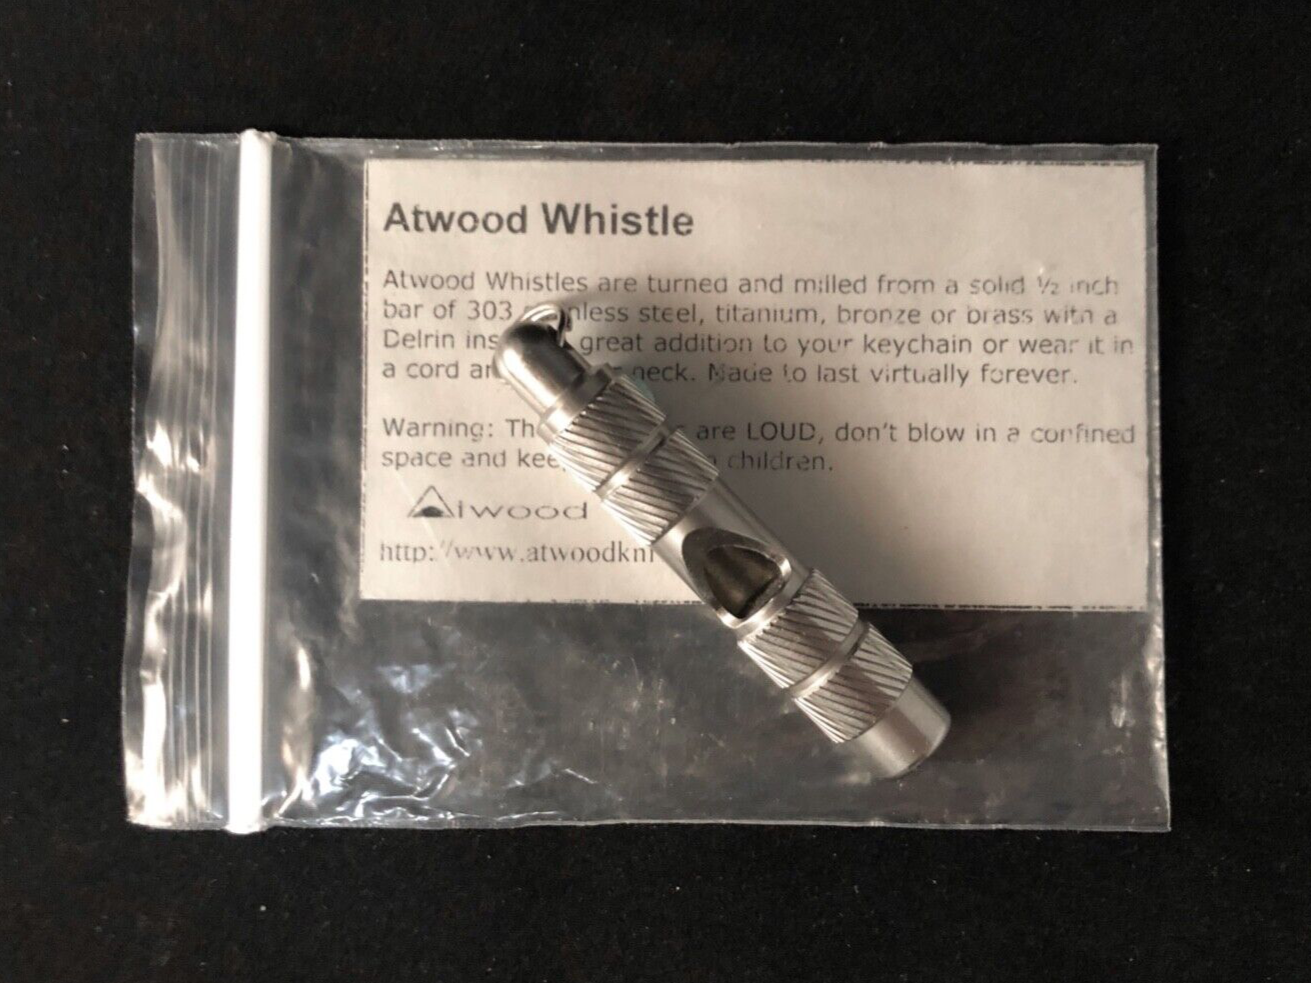 Atwood Whistle
Atwood Whistles are turned and milled from a solid ½ inch
bar of 303 nless steel, titanium, bronze or brass with a
Delrin ins great addition to your keychain or wear it in
a cord ar neck. Made to last virtually forever.
Warning: Th are LOUD, don't blow in a confined
space and kee children.
Atwood
http://www.atwoodkni